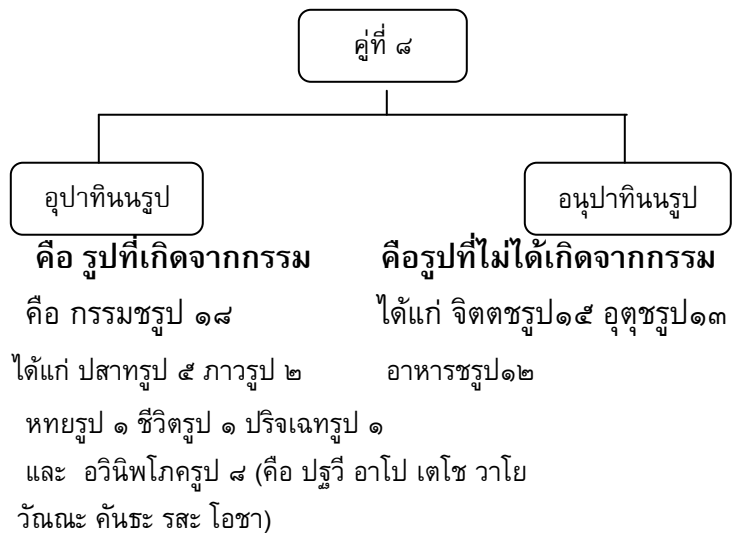 คู่ที่ ๘
อุปาทินนรูป
อนุปาทินนรูป
คือ รูปที่เกิดจากกรรม
คือรูปที่ไม่ได้เกิดจากกรรม
คือ กรรมชรูป ๑๘
ได้แก่ จิตตชรูป๑๕ อุตุชรูป๑๓
ได้แก่ ปสาทรูป ๕ ภาวรูป ๒
อาหารชรูป๑๒
หทยรูป ๑ ชีวิตรูป ๑ ปริจเฉทรูป ๑
และ อวินิพโภครูป ๘ (คือ ปฐวี อาโป เตโช วาโย
วัณณะ คันธะ รสะ โอชา)